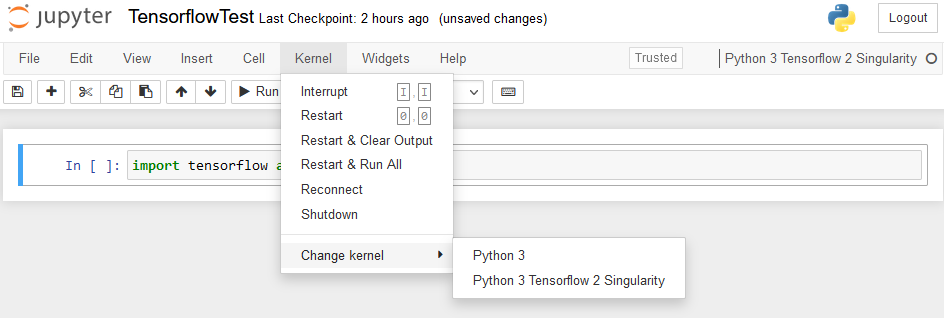 jupyter TensorflowTest Last Checkpoint: 2 hours ago (unsaved changes) Logout
File Edit View Insert Cell Kernel Widgets Help Trusted Python 3 Tensorflow 2 Singularity
Run
Interrupt I,I
Restart 0,0
Restart & Clear Output
Restart & Run All
In [ ]: import tensorflow
Reconnect
Shutdown
Change kernel
Python 3
Python 3 Tensorflow 2 Singularity